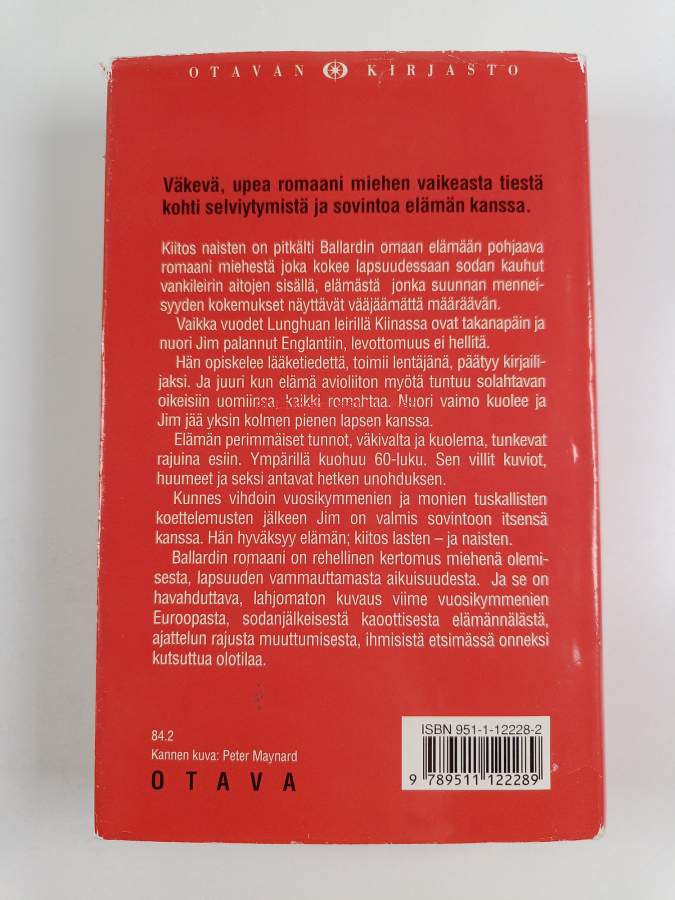 OTAVAN KIRJASTO
Väkevä, upea romaani miehen vaikeasta tiestä
kohti selviytymistä ja sovintoa elämän kanssa.
Kiitos naisten on pitkälti Ballardin omaan elämään pohjaava
romaani miehestä joka kokee lapsuudessaan sodan kauhut
vankileirin aitojen sisällä, elämästä jonka suunnan mennei-
syyden kokemukset näyttävät vääjäämättä määräävän.
Vaikka vuodet Lunghuan leirillä Kiinassa ovat takanapäin ja
nuori Jim palannut Englantiin, levottomuus ei hellitä.
Hän opiskelee lääketiedettä, toimii lentäjänä, päätyy kirjaili-
jaksi. Ja juuri kun elämä avioliiton myötä tuntuu solahtavan
oikeisiin uomiinsa kaikki romahtaa. Nuori vaimo kuolee ja
Jim jää yksin kolmen pienen lapsen kanssa.
Elämän perimmäiset tunnot, väkivalta ja kuolema, tunkevat
rajuina esiin. Ympärillä kuohuu 60-luku. Sen villit kuviot,
huumeet ja seksi antavat hetken unohduksen.
Kunnes vihdoin vuosikymmenien ja monien tuskallisten
koettelemusten jälkeen Jim on valmis sovintoon itsensä
kanssa. Hän hyväksyy elämän; kiitos lasten – ja naisten.
Ballardin romaani on rehellinen kertomus miehenä olemi-
sesta, lapsuuden vammauttamasta aikuisuudesta. Ja se on
havahduttava, lahjomaton kuvaus viime vuosikymmenien
Euroopasta, sodanjälkeisestä kaoottisesta elämännälästä,
ajattelun rajusta muuttumisesta, ihmisistä etsimässä onneksi
kutsuttua olotilaa.
84.2
Kannen kuva: Peter Maynard
OTAVA
ISBN 951-1-12228-2
9 789511 122289